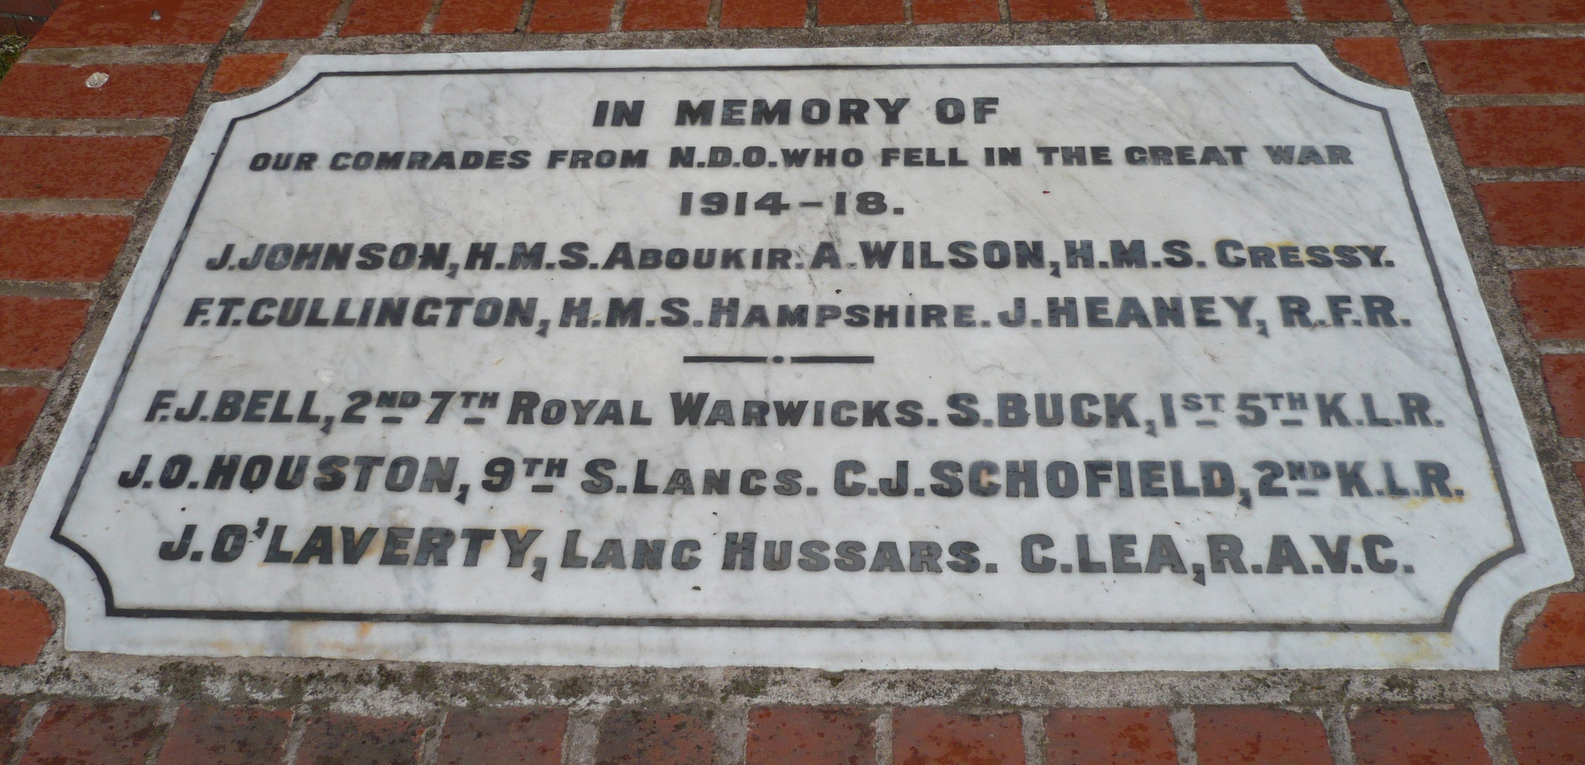 IN MEMORY OF
OUR COMRADES FROM N.D.O. WHO FELL IN THE GREAT WAR
1914-18.
J. JOHNSON, H.M.S. ABOUKIR. A. WILSON, H.M.S. CRESSY.
F.T. CULLINGTON, H.M.S. HAMPSHIRE. J. HEANEY, R.F.R.
F.J. BELL, 2ND 7TH ROYAL WARWICKS. S. BUCK, 1ST 5TH K.L.R.
J.O. HOUSTON, 9TH S. LANCS. C.J. SCHOFIELD, 2ND K.L.R.
J. O'LAVERTY, LANC HUSSARS. C. LEA, R.A.V.C.